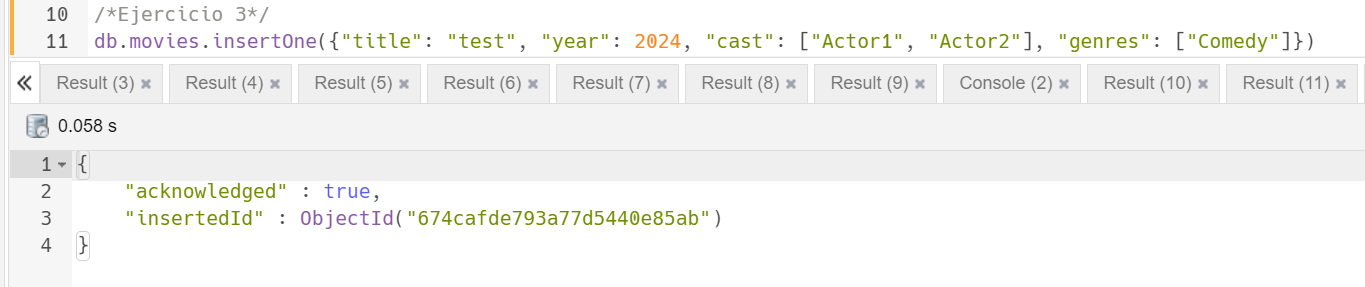 10 /*Ejercicio 3*/
11 db.movies.insertOne({"title": "test", "year": 2024, "cast": ["Actor1", "Actor2"], "genres": ["Comedy"]})
Result (3) × Result (4) × Result (5) × Result (6) × Result (7) × Result (8) × Result (9) × Console (2) × Result (10) × Result (11) ×
0.058 s
1 {
2 "acknowledged" : true,
3 "insertedId" : ObjectId("674cafde793a77d5440e85ab")
4 }